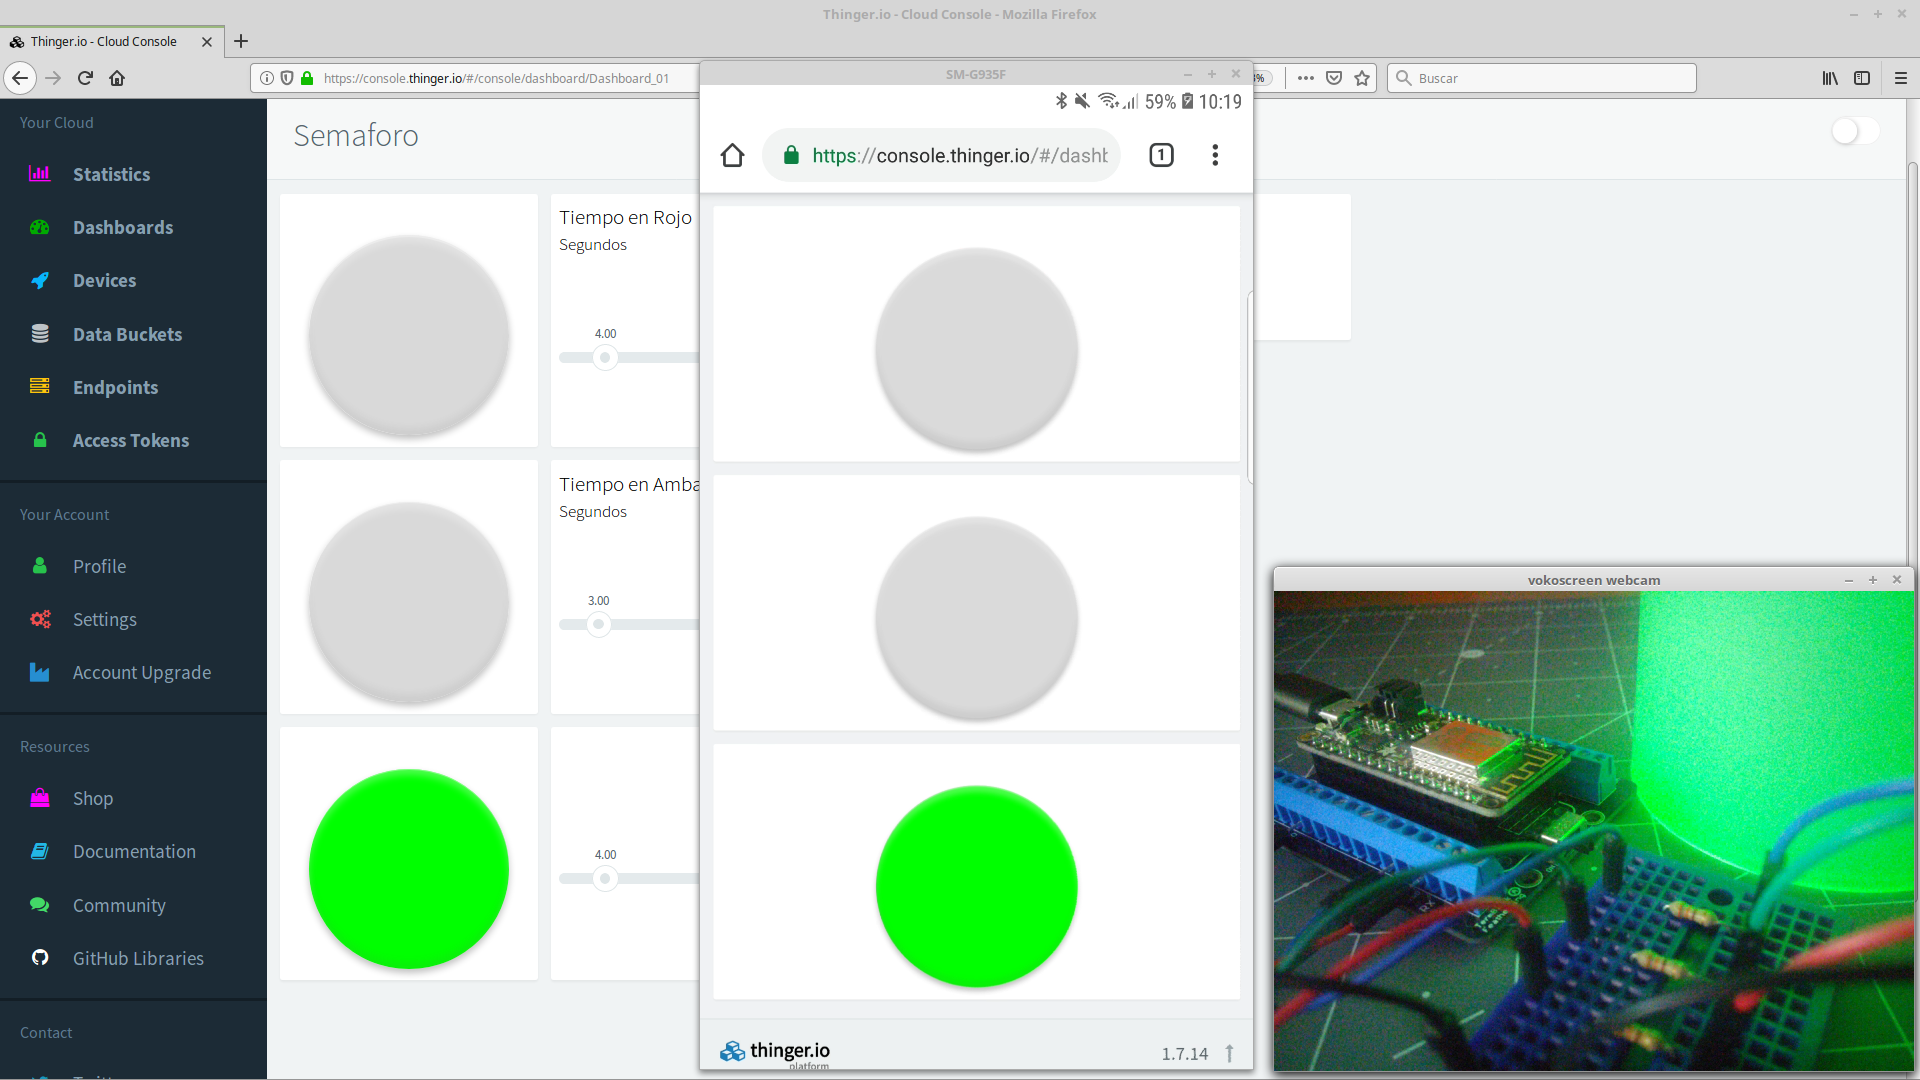 Thinger.io - Cloud Console - Mozilla Firefox
Thinger.io - Cloud Console
https://console.thinger.io/#/console/dashboard/Dashboard_01
Buscar
Your Cloud
Statistics
Dashboards
Devices
Data Buckets
Endpoints
Access Tokens
Your Account
Profile
Settings
Account Upgrade
Resources
Shop
Documentation
Community
GitHub Libraries
Contact
Semaforo
Tiempo en Rojo
Segundos
4.00
Tiempo en Amba
Segundos
3.00
4.00
SM-G935F
59% 10:19
https://console.thinger.io/#/dashb
1
thinger.io
platform
1.7.14
vokoscreen webcam
RX